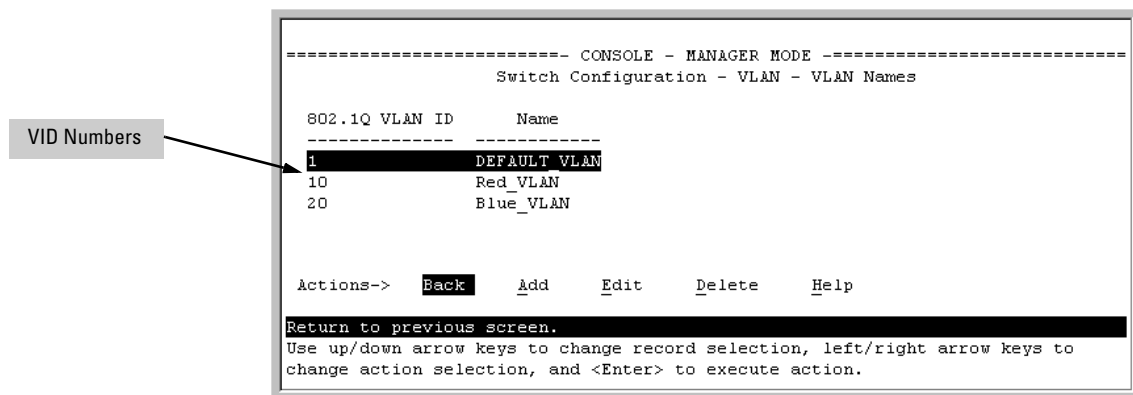 ===========================- CONSOLE - MANAGER MODE -=============================
Switch Configuration - VLAN - VLAN Names
802.1Q VLAN ID Name
-------------- ------------
VID Numbers
1 DEFAULT_VLAN
10 Red_VLAN
20 Blue_VLAN
Actions-> Back Add Edit Delete Help
Return to previous screen.
Use up/down arrow keys to change record selection, left/right arrow keys to
change action selection, and <Enter> to execute action.